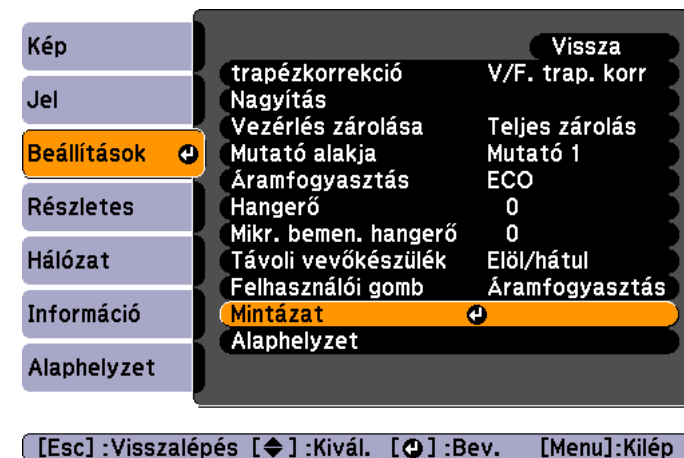 Kép
Jel
Beállítások
Részletes
Hálózat
Információ
Alaphelyzet
Vissza
trapézkorrekció V/F. trap. korr
Nagyítás
Vezérlés zárolása Teljes zárolás
Mutató alakja Mutató 1
Áramfogyasztás ECO
Hangerő 0
Mikr. bemen. hangerő 0
Távoli vevőkészülék Elöl/hátul
Felhasználói gomb Áramfogyasztás
Mintázat
Alaphelyzet
[Esc] :Visszalépés [◆] :Kivál. [⏎] :Bev. [Menu]:Kilép